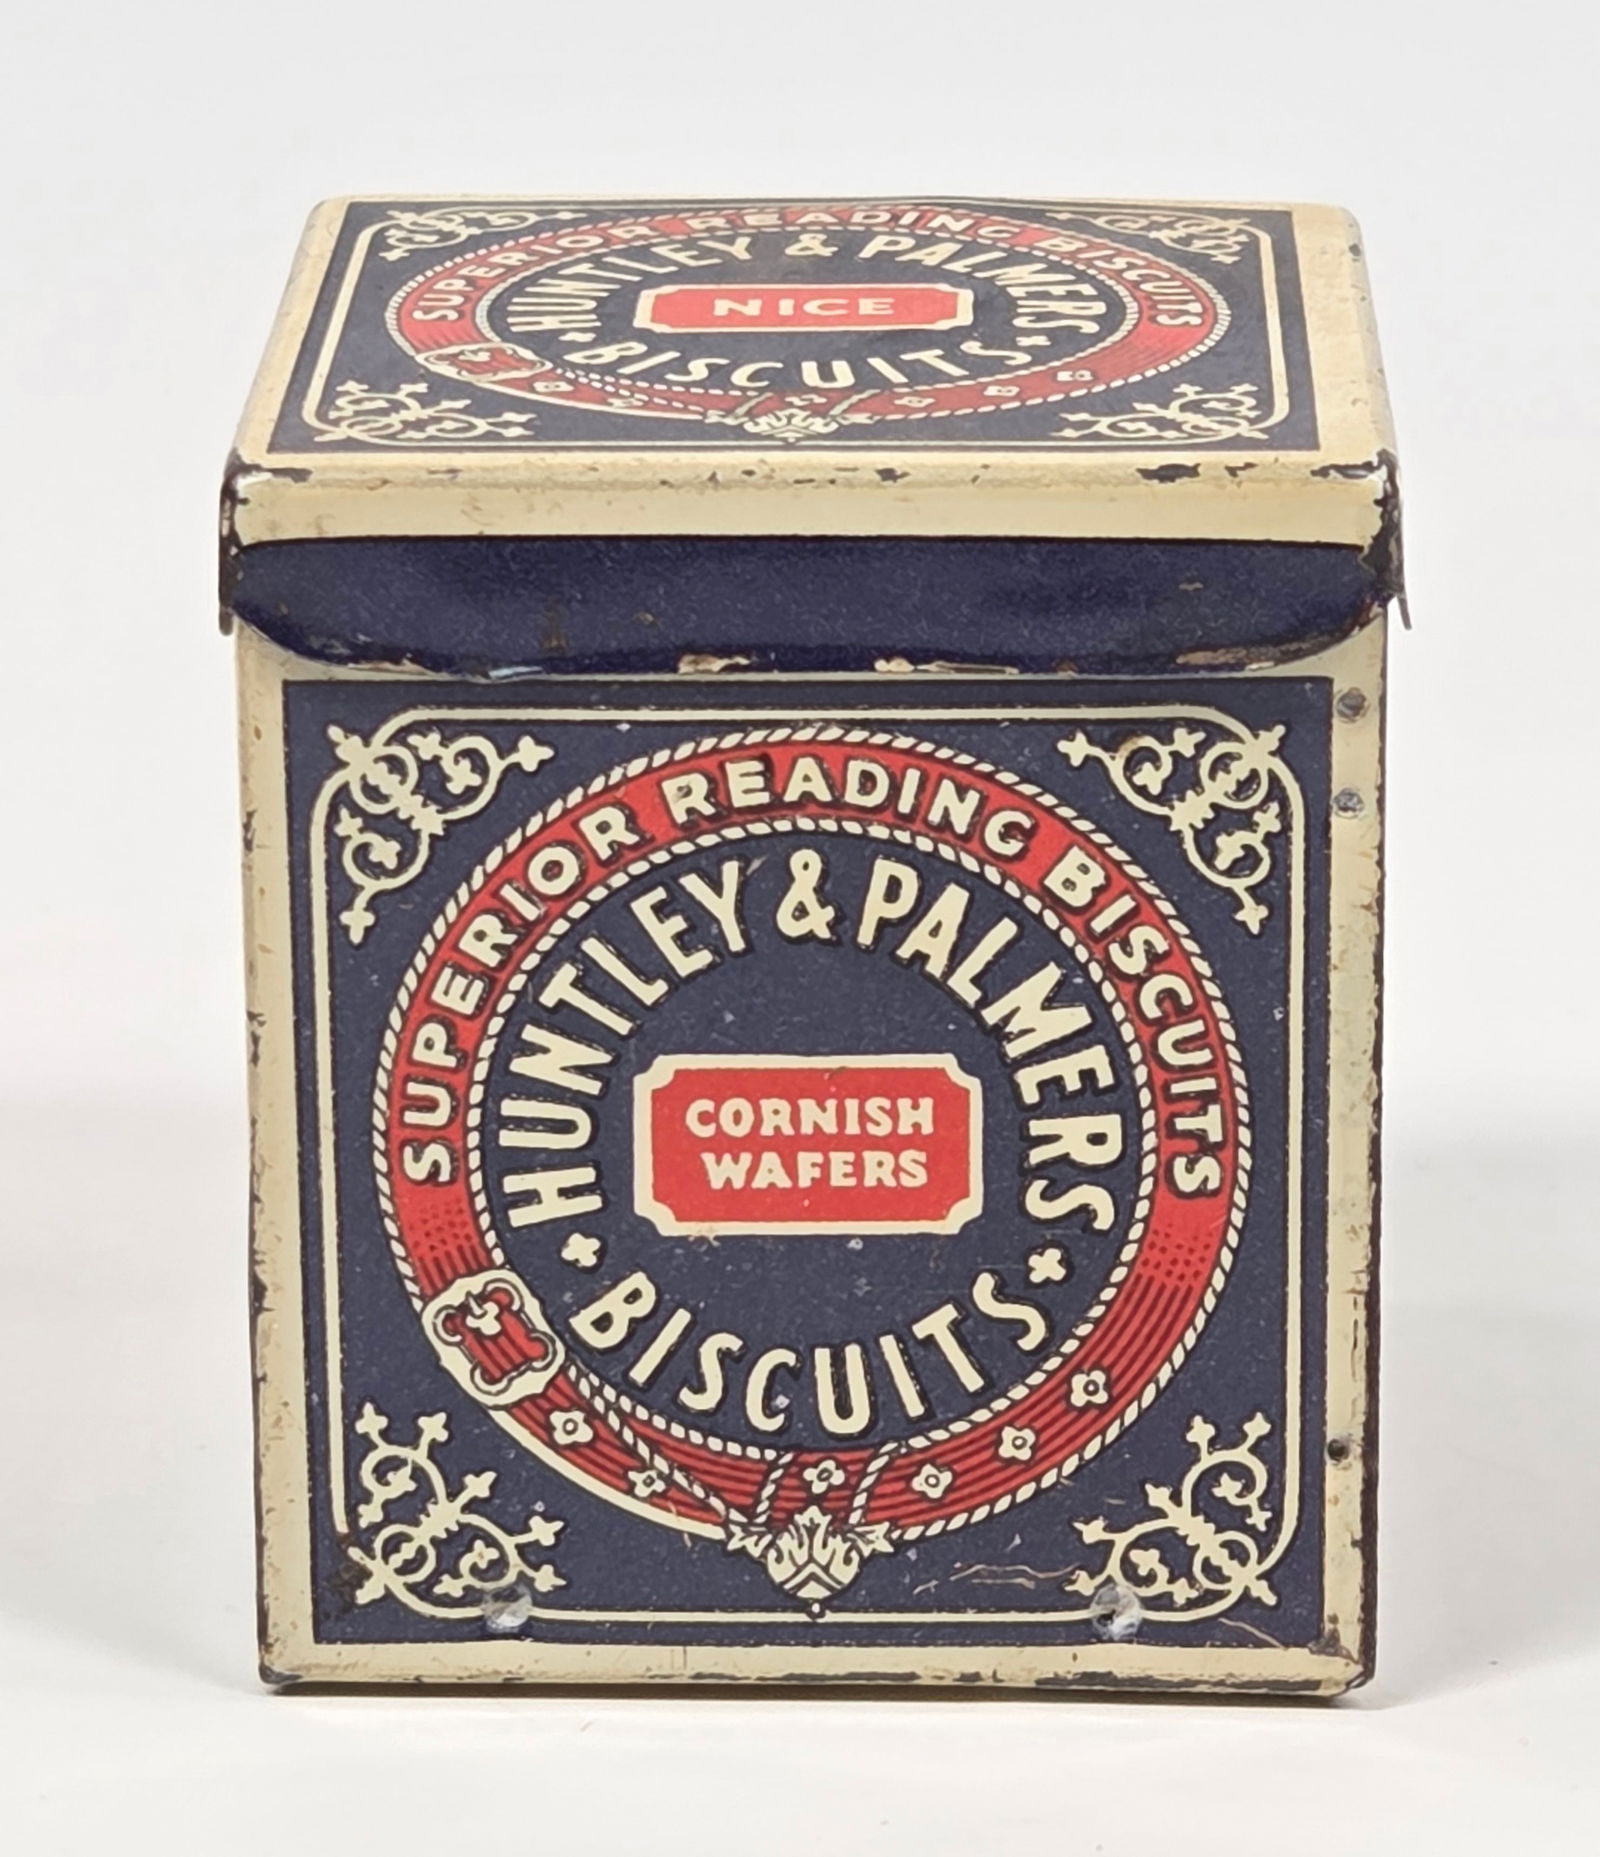 SUPERIOR READING BISCUITS
HUNTLEY & PALMERS
NICE
BISCUITS
SUPERIOR READING BISCUITS
HUNTLEY & PALMERS
CORNISH
WAFERS
BISCUITS